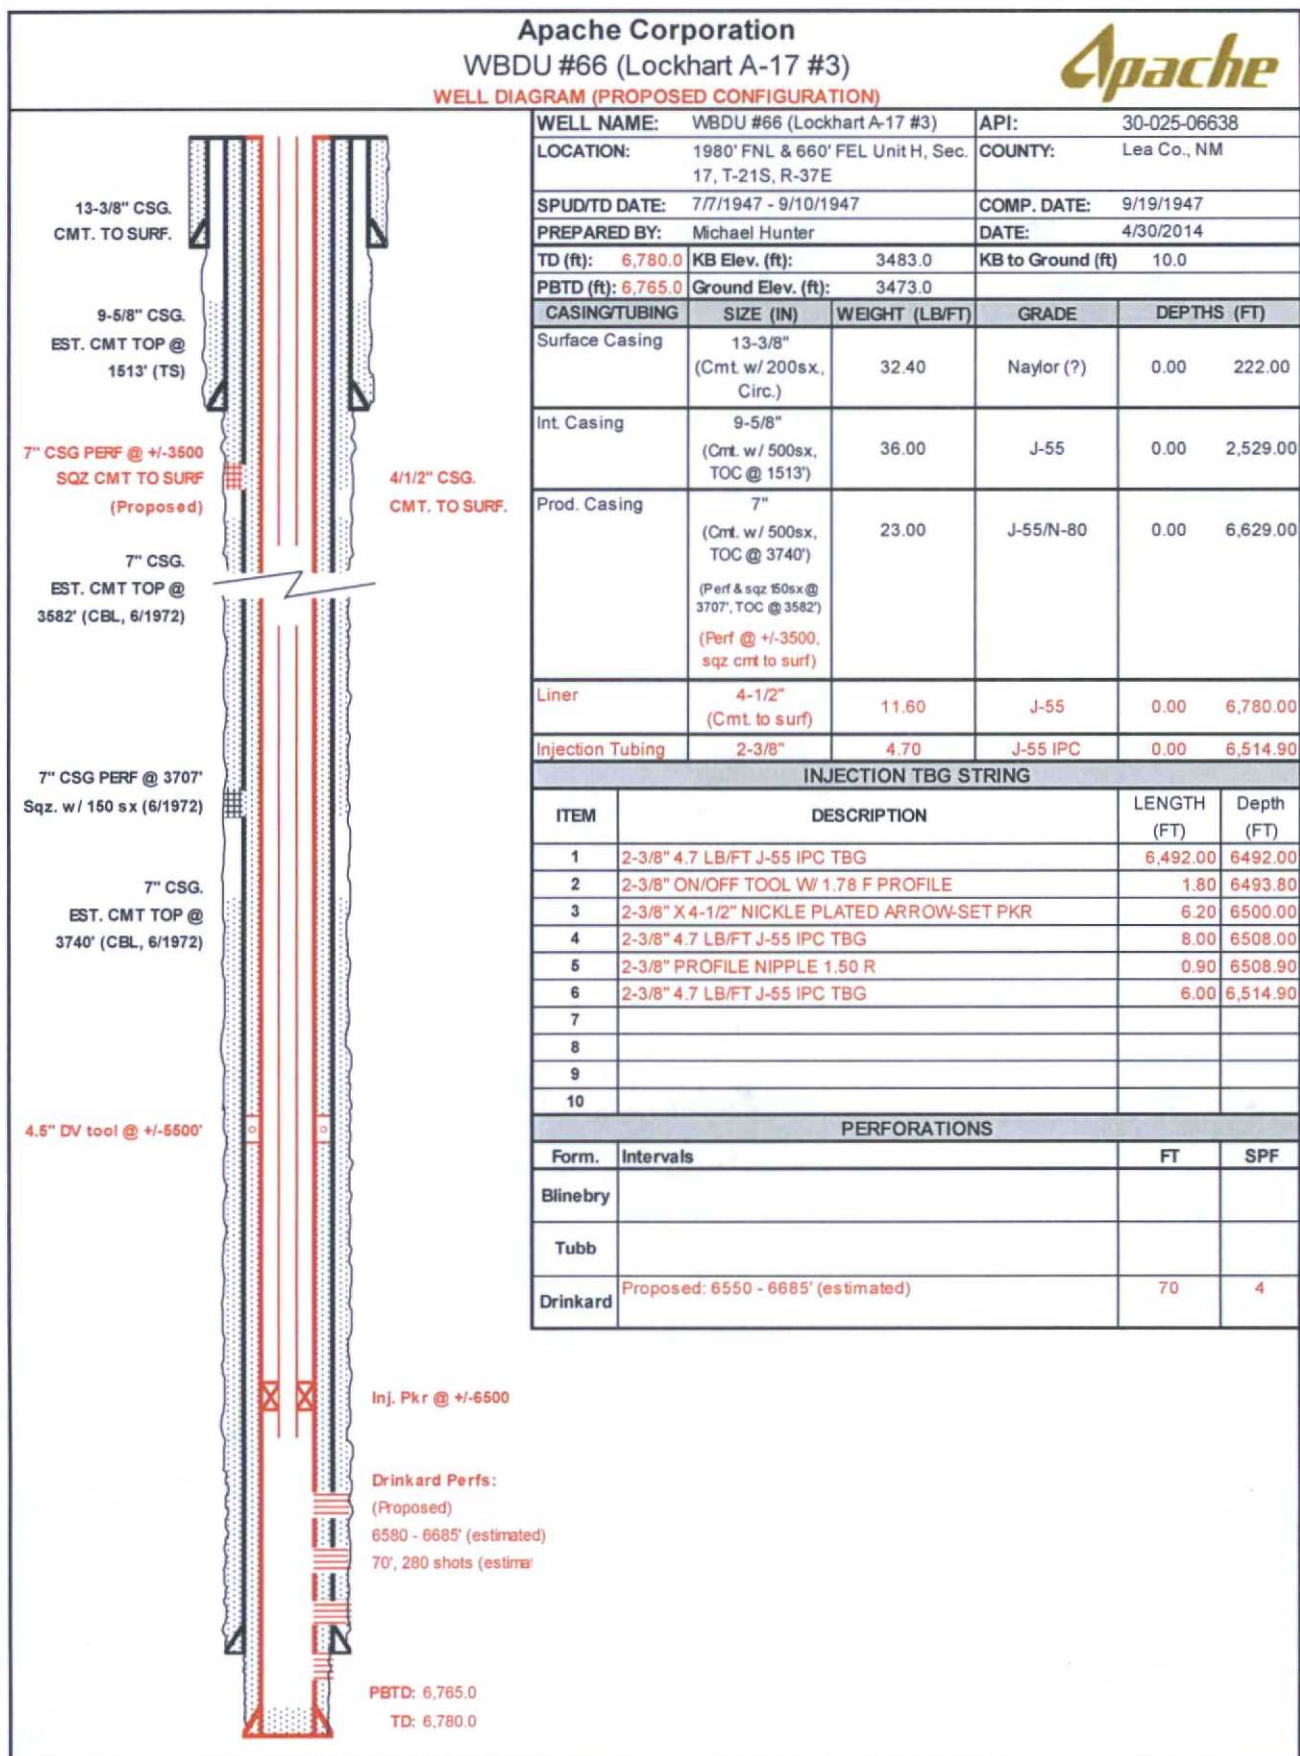 Apache Corporation
WBDU #66 (Lockhart A-17 #3)
WELL DIAGRAM (PROPOSED CONFIGURATION)
Apache
WELL NAME: WBDU #66 (Lockhart A-17 #3) API: 30-025-06638
LOCATION: 1980' FNL & 660' FEL Unit H, Sec. COUNTY: Lea Co., NM
17, T-21S, R-37E
SPUD/TD DATE: 7/7/1947 - 9/10/1947 COMP. DATE: 9/19/1947
PREPARED BY: Michael Hunter DATE: 4/30/2014
TD (ft): 6,780.0 KB Elev. (ft): 3483.0 KB to Ground (ft) 10.0
PBTD (ft): 6,765.0 Ground Elev. (ft): 3473.0
CASING/TUBING SIZE (IN) WEIGHT (LB/FT) GRADE DEPTHS (FT)
Surface Casing 13-3/8"
(Cmt. w/ 200sx., 32.40 Naylor (?) 0.00 222.00
Circ.)
Int. Casing 9-5/8"
(Cmt. w/ 500sx, 36.00 J-55 0.00 2,529.00
TOC @ 1513')
Prod. Casing 7"
(Cmt. w/ 500sx, 23.00 J-55/N-80 0.00 6,629.00
TOC @ 3740')
(Perf & sqz 150sx @
3707', TOC @ 3582')
(Perf @ +/-3500,
sqz cmt to surf)
Liner 4-1/2" 11.60 J-55 0.00 6,780.00
(Cmt. to surf)
Injection Tubing 2-3/8" 4.70 J-55 IPC 0.00 6,514.90
INJECTION TBG STRING
ITEM DESCRIPTION LENGTH (FT) Depth (FT)
1 2-3/8" 4.7 LB/FT J-55 IPC TBG 6,492.00 6492.00
2 2-3/8" ON/OFF TOOL W/ 1.78 F PROFILE 1.80 6493.80
3 2-3/8" X 4-1/2" NICKLE PLATED ARROW-SET PKR 6.20 6500.00
4 2-3/8" 4.7 LB/FT J-55 IPC TBG 8.00 6508.00
5 2-3/8" PROFILE NIPPLE 1.50 R 0.90 6508.90
6 2-3/8" 4.7 LB/FT J-55 IPC TBG 6.00 6,514.90
7
8
9
10
PERFORATIONS
Form. Intervals FT SPF
Blinebry
Tubb
Drinkard Proposed: 6550 - 6685' (estimated) 70 4
13-3/8" CSG.
CMT. TO SURF.
9-5/8" CSG.
EST. CMT TOP @
1513' (TS)
7" CSG PERF @ +/-3500
SQZ CMT TO SURF
(Proposed)
4/1/2" CSG.
CMT. TO SURF.
7" CSG.
EST. CMT TOP @
3582' (CBL, 6/1972)
7" CSG PERF @ 3707'
Sqz. w/ 150 sx (6/1972)
7" CSG.
EST. CMT TOP @
3740' (CBL, 6/1972)
4.5" DV tool @ +/-5500'
Inj. Pkr @ +/-6500
Drinkard Perfs:
(Proposed)
6580 - 6685' (estimated)
70', 280 shots (estima
PBTD: 6,765.0
TD: 6,780.0